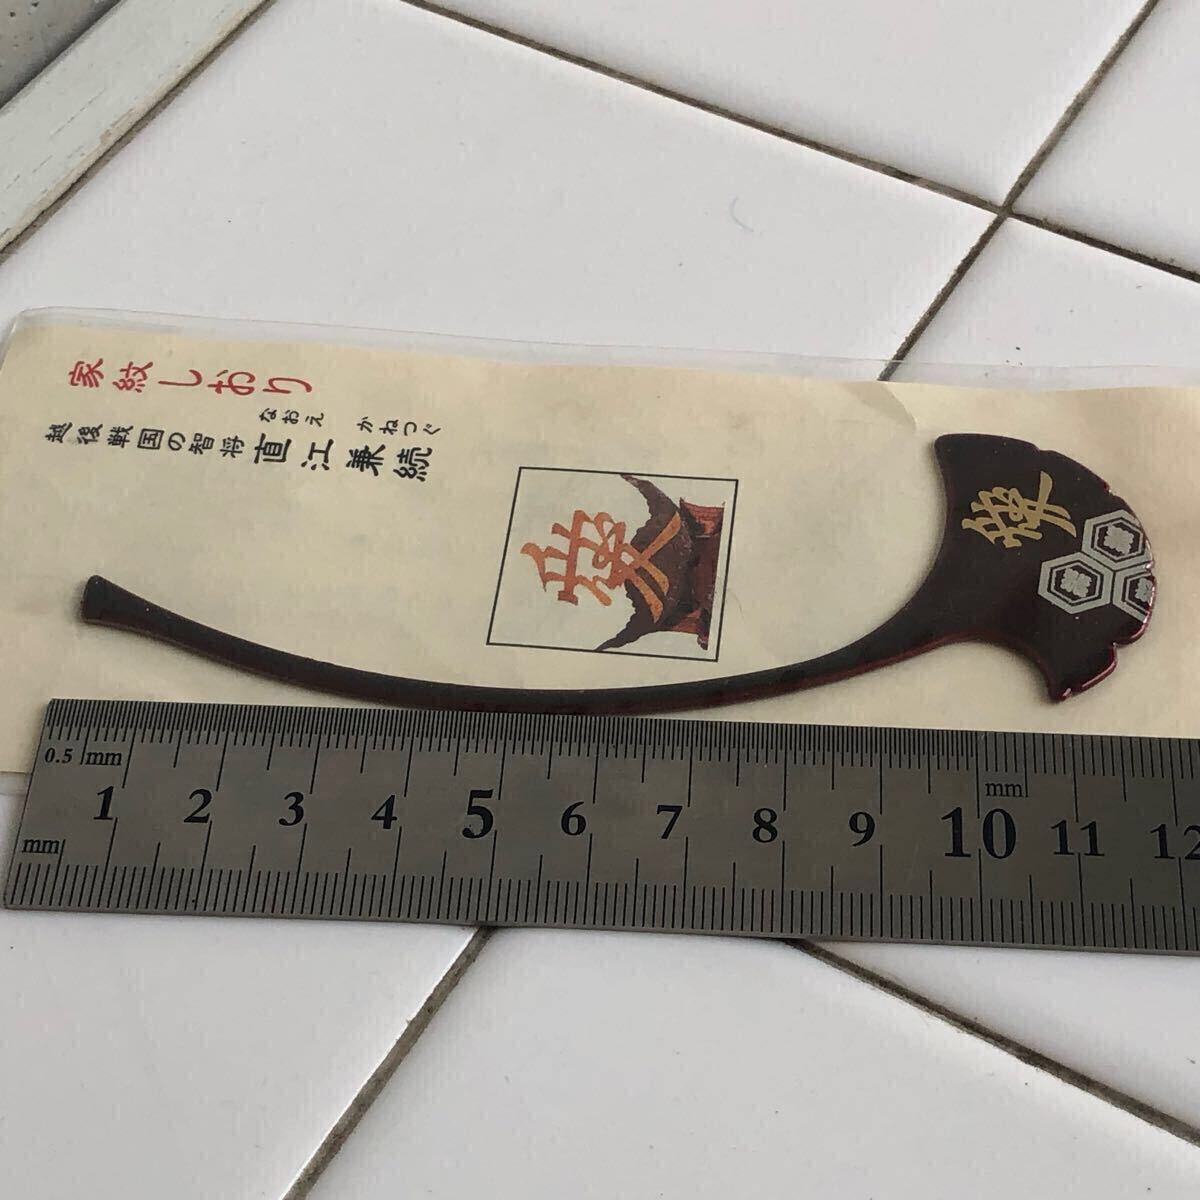 家紋しおり
なおえ かねつぐ
越後戦国の智将 直江兼続
愛
愛
0.5 mm
1 2 3 4 5 6 7 8 9 10 11 12
mm
mm